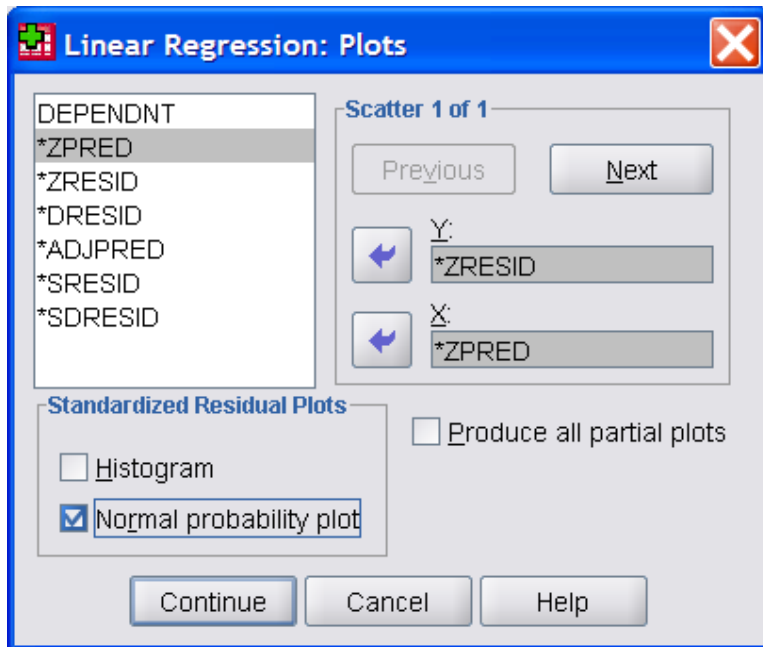 Linear Regression: Plots
DEPENDNT
*ZPRED
*ZRESID
*DRESID
*ADJPRED
*SRESID
*SDRESID
Scatter 1 of 1
Previous
Next
Y:
*ZRESID
X:
*ZPRED
Standardized Residual Plots
Histogram
Normal probability plot
Produce all partial plots
Continue
Cancel
Help